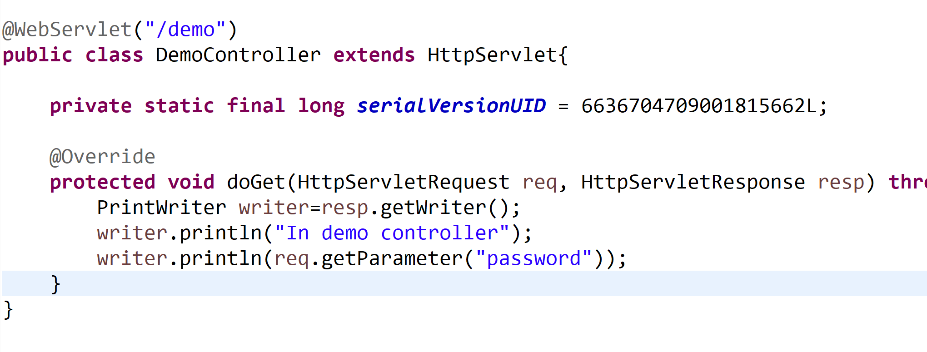 @WebServlet("/demo")
public class DemoController extends HttpServlet{
private static final long serialVersionUID = 6636704709001815662L;
@Override
protected void doGet(HttpServletRequest req, HttpServletResponse resp) thr
PrintWriter writer=resp.getWriter();
writer.println("In demo controller");
writer.println(req.getParameter("password"));
}
}